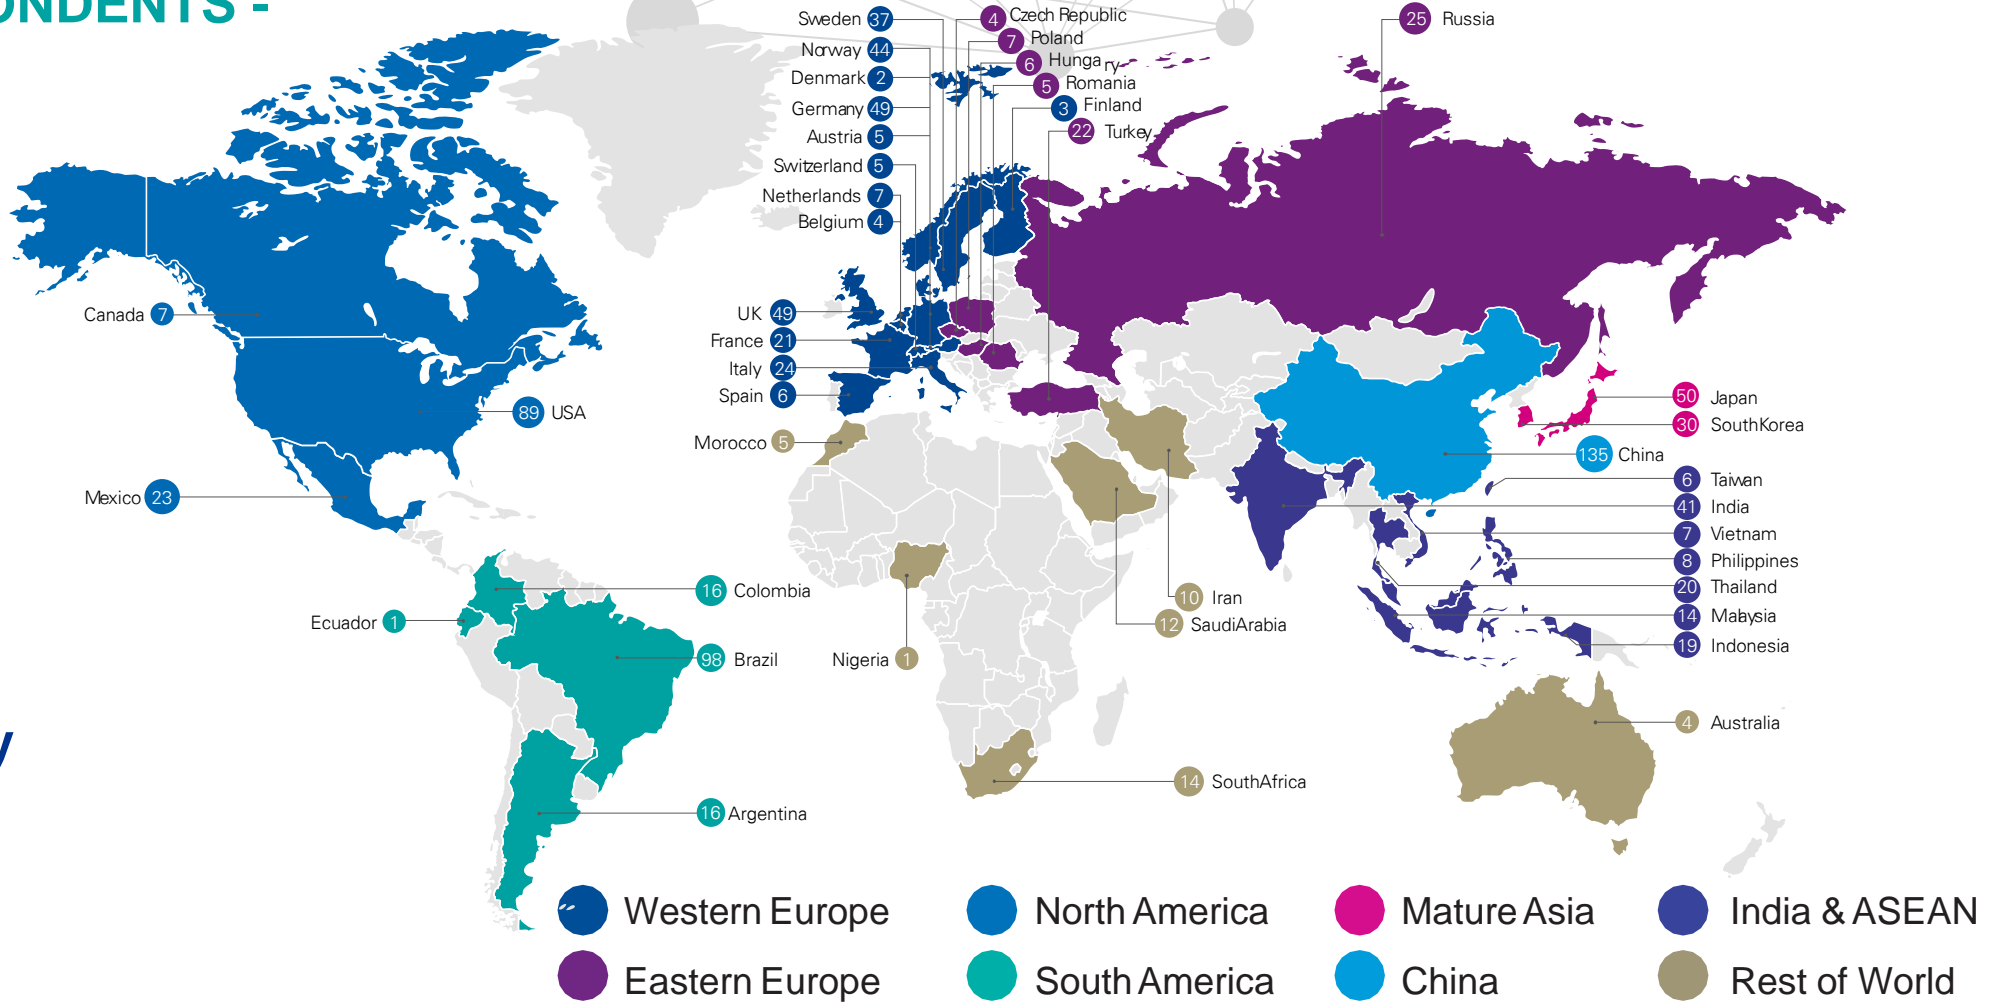 ONDENTS -
Sweden 37
Norway 44
Denmark 2
Germany 49
Austria 5
Switzerland 5
Netherlands 7
Belgium 4
4 Czech Republic
7 Poland
6 Hungary
5 Romania
3 Finland
22 Turkey
25 Russia
UK 49
France 21
Italy 24
Spain 6
Morocco 5
Canada 7
89 USA
Mexico 23
50 Japan
30 SouthKorea
135 China
6 Taiwan
41 India
7 Vietnam
8 Philippines
20 Thailand
14 Malaysia
19 Indonesia
16 Colombia
Ecuador 1
98 Brazil
16 Argentina
Nigeria 1
10 Iran
12 SaudiArabia
14 SouthAfrica
4 Australia
y
Western Europe
North America
Mature Asia
India & ASEAN
Eastern Europe
South America
China
Rest of World